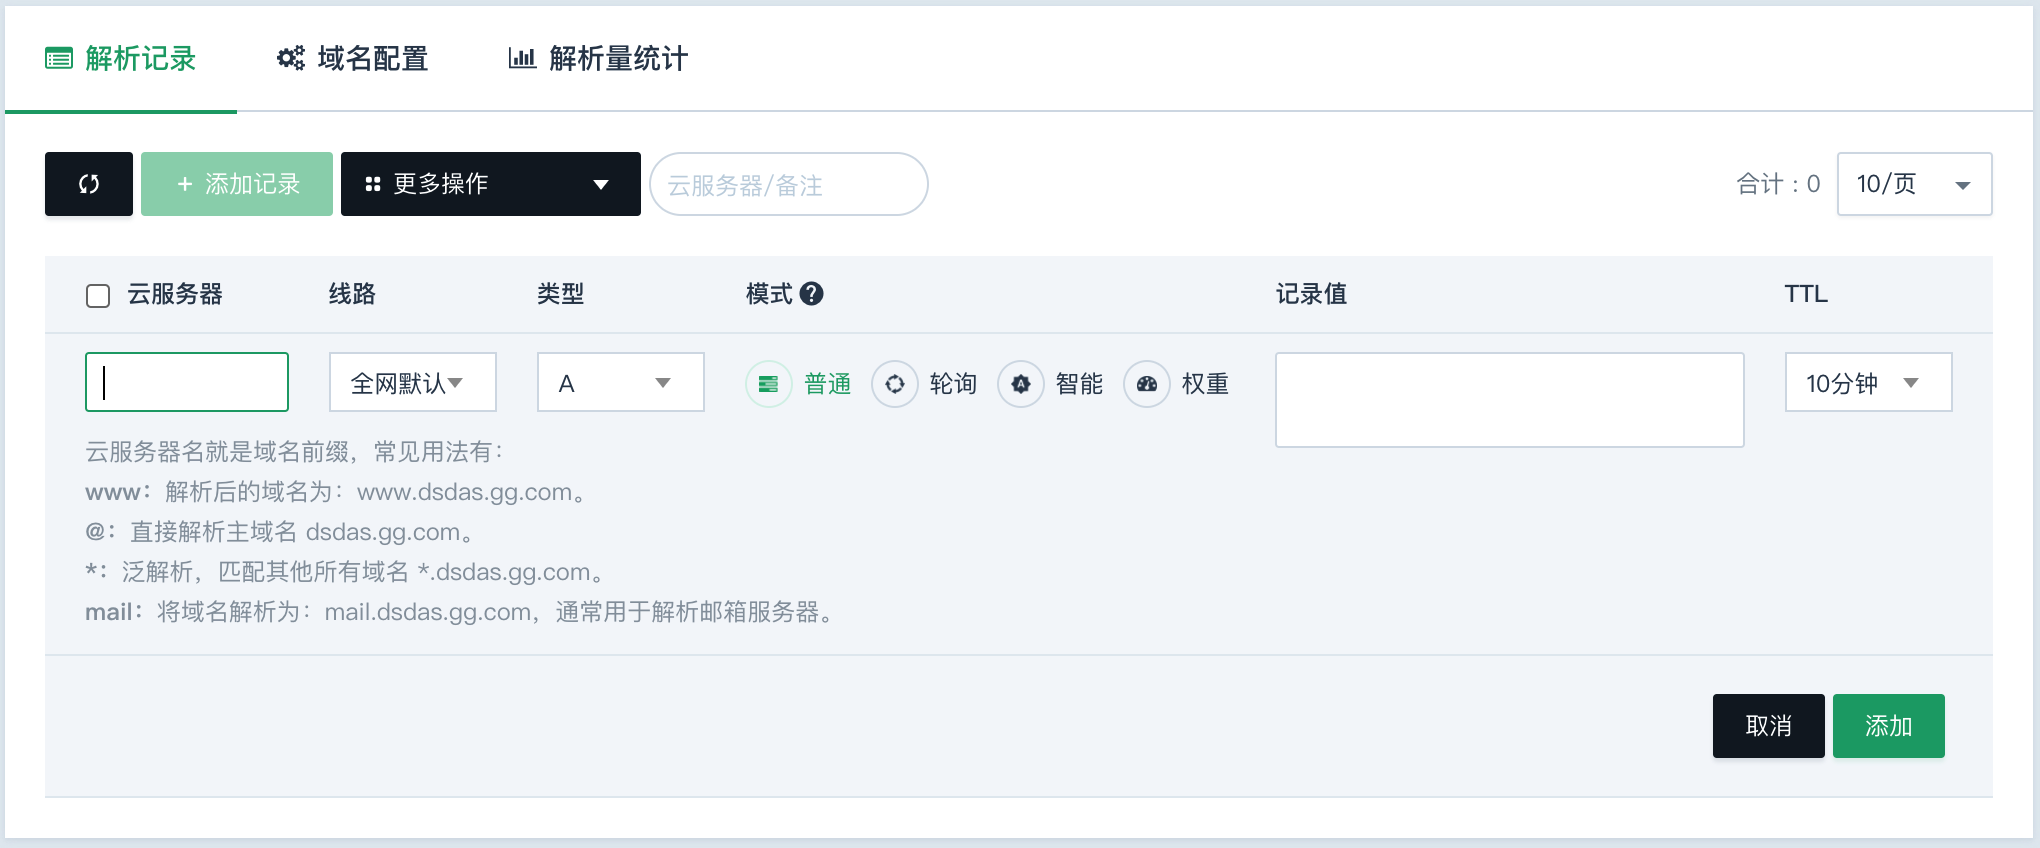 解析记录 域名配置 解析量统计
+ 添加记录 更多操作 云服务器/备注 合计：0 10/页
云服务器 线路 类型 模式 ? 记录值 TTL
全网默认 A 普通 轮询 智能 权重 10分钟
云服务器名就是域名前缀，常见用法有：
www：解析后的域名为：www.dsdas.gg.com。
@：直接解析主域名 dsdas.gg.com。
*：泛解析，匹配其他所有域名 *.dsdas.gg.com。
mail：将域名解析为：mail.dsdas.gg.com，通常用于解析邮箱服务器。
取消 添加